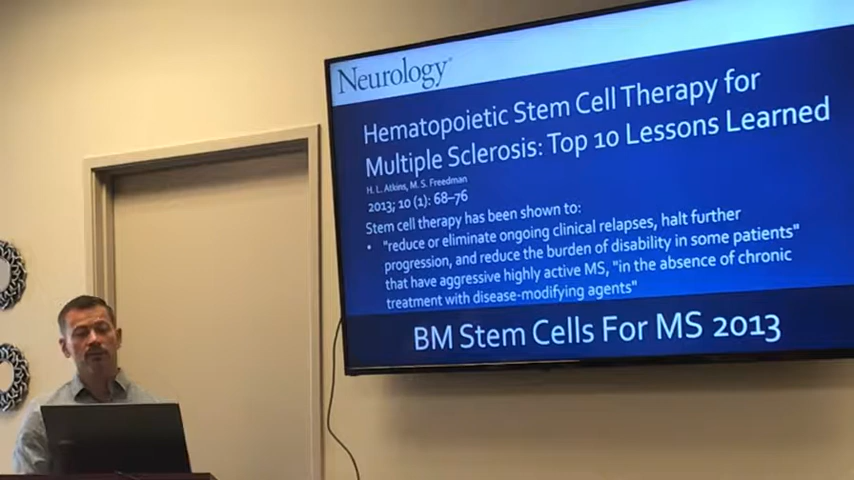 Neurology®
Hematopoietic Stem Cell Therapy for
Multiple Sclerosis: Top 10 Lessons Learned
H. L. Atkins, M. S. Freedman
2013; 10 (1): 68–76
Stem cell therapy has been shown to:
• "reduce or eliminate ongoing clinical relapses, halt further
progression, and reduce the burden of disability in some patients"
that have aggressive highly active MS, "in the absence of chronic
treatment with disease-modifying agents"
BM Stem Cells For MS 2013